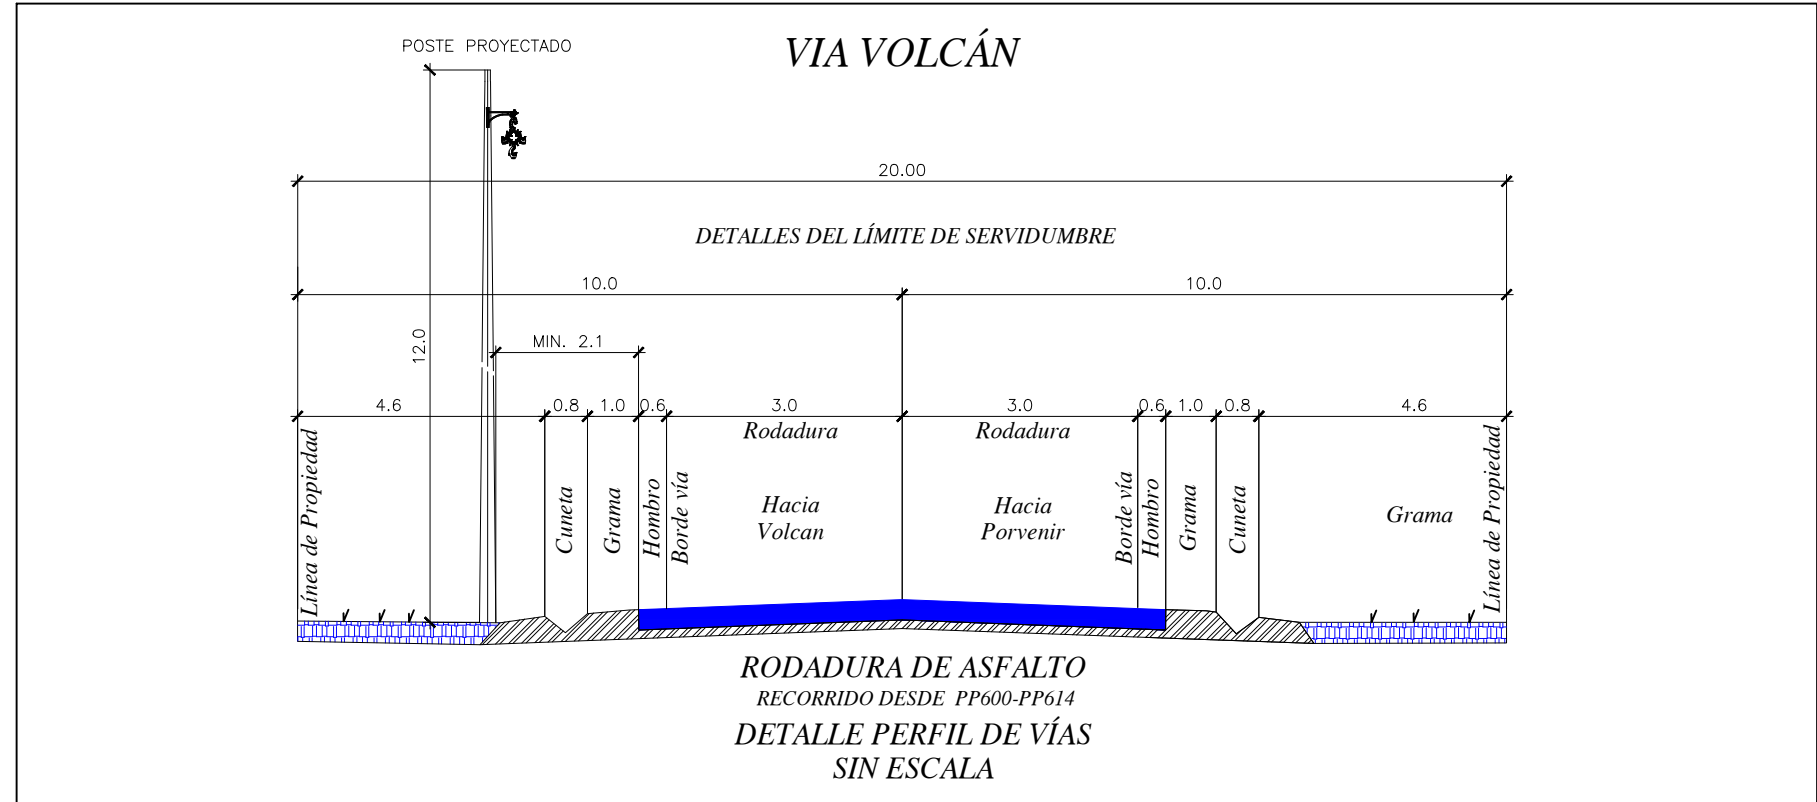 POSTE PROYECTADO
VIA VOLCÁN
20.00
DETALLES DEL LÍMITE DE SERVIDUMBRE
10.0
10.0
12.0
MIN. 2.1
4.6
0.8
1.0
0.6
3.0
3.0
0.6
1.0
0.8
4.6
Línea de Propiedad
Cuneta
Grama
Hombro
Borde vía
Rodadura
Hacia
Volcan
Rodadura
Hacia
Porvenir
Borde vía
Hombro
Grama
Cuneta
Grama
Línea de Propiedad
RODADURA DE ASFALTO
RECORRIDO DESDE PP600-PP614
DETALLE PERFIL DE VÍAS
SIN ESCALA